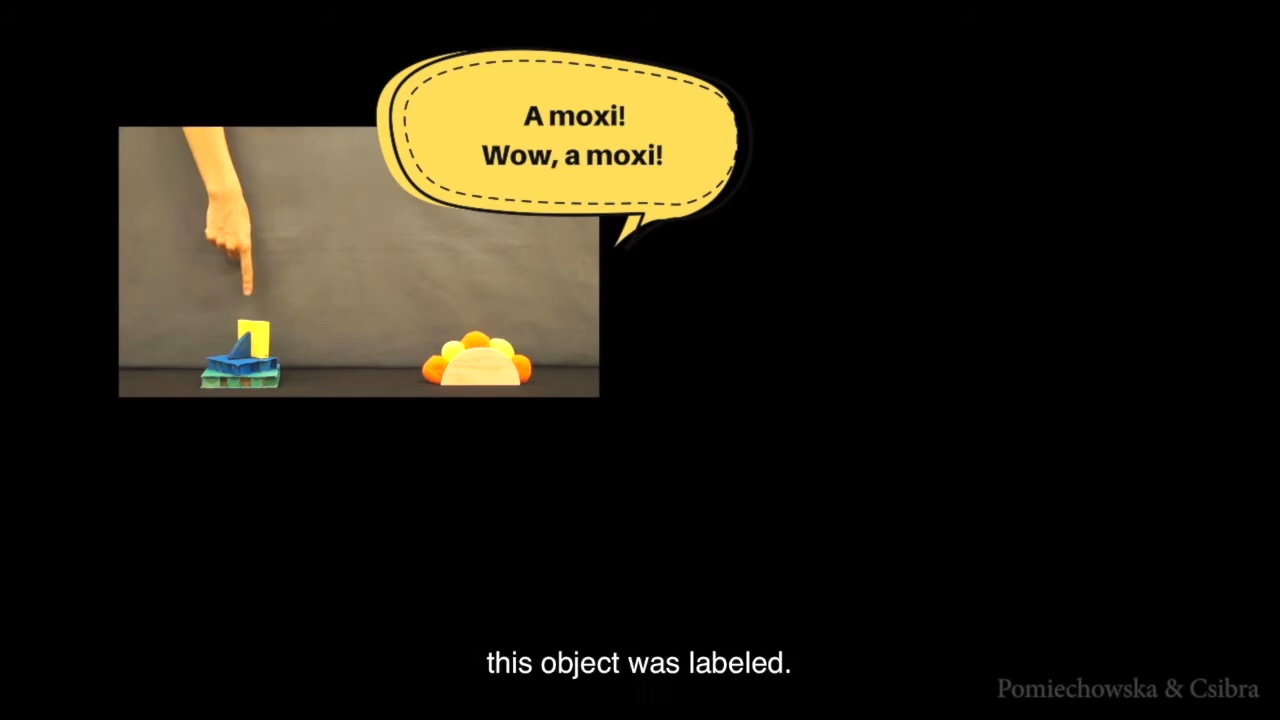 A moxi!
Wow, a moxi!
this object was labeled.
Pomiechowska & Csibra